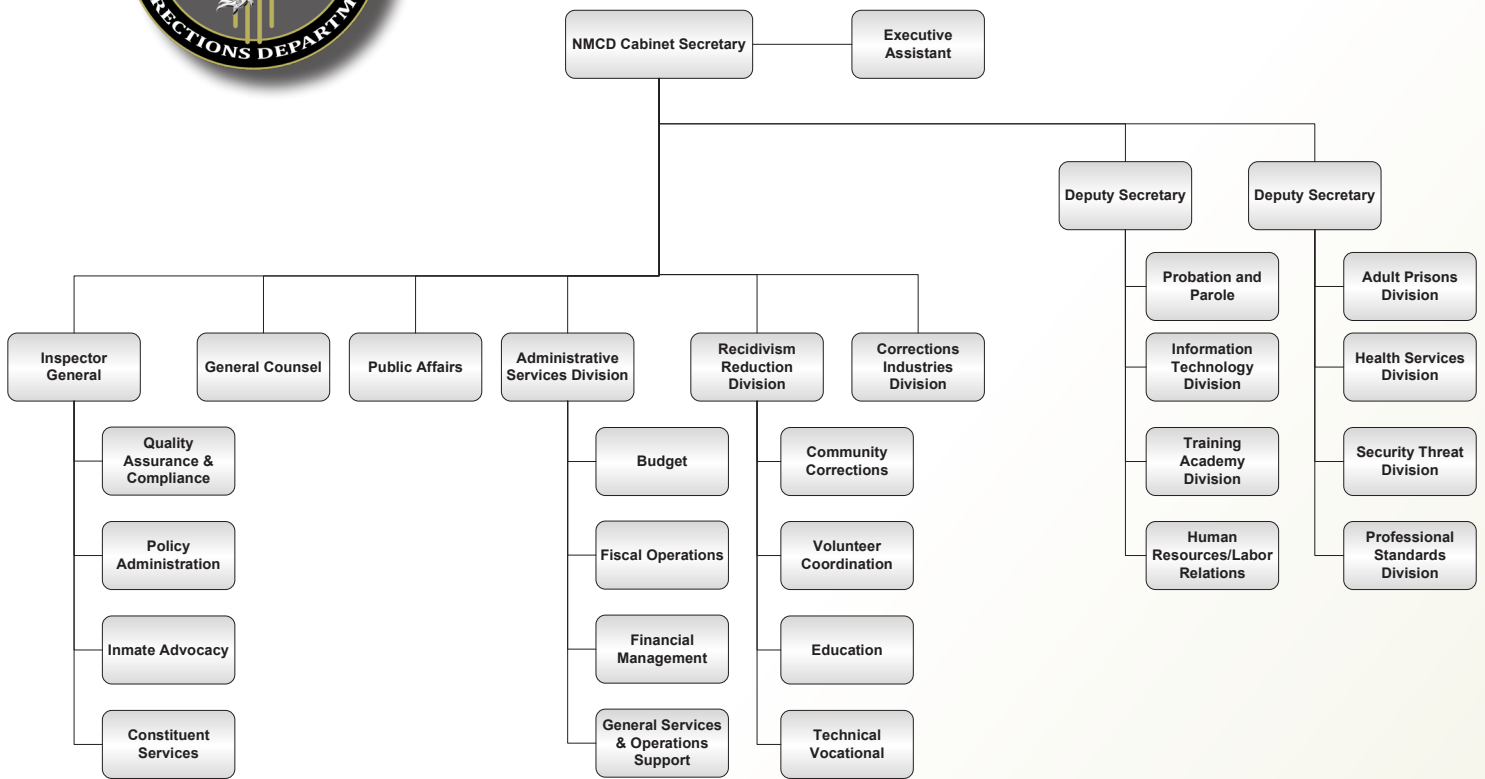 RECTIONS DEPARTM
NMCD Cabinet Secretary
Executive
Assistant
Deputy Secretary
Deputy Secretary
Probation and
Parole
Adult Prisons
Division
Information
Technology
Division
Health Services
Division
Training
Academy
Division
Security Threat
Division
Human
Resources/Labor
Relations
Professional
Standards
Division
Inspector
General
General Counsel
Public Affairs
Administrative
Services Division
Recidivism
Reduction
Division
Corrections
Industries
Division
Quality
Assurance &
Compliance
Policy
Administration
Inmate Advocacy
Constituent
Services
Budget
Fiscal Operations
Financial
Management
General Services
& Operations
Support
Community
Corrections
Volunteer
Coordination
Education
Technical
Vocational